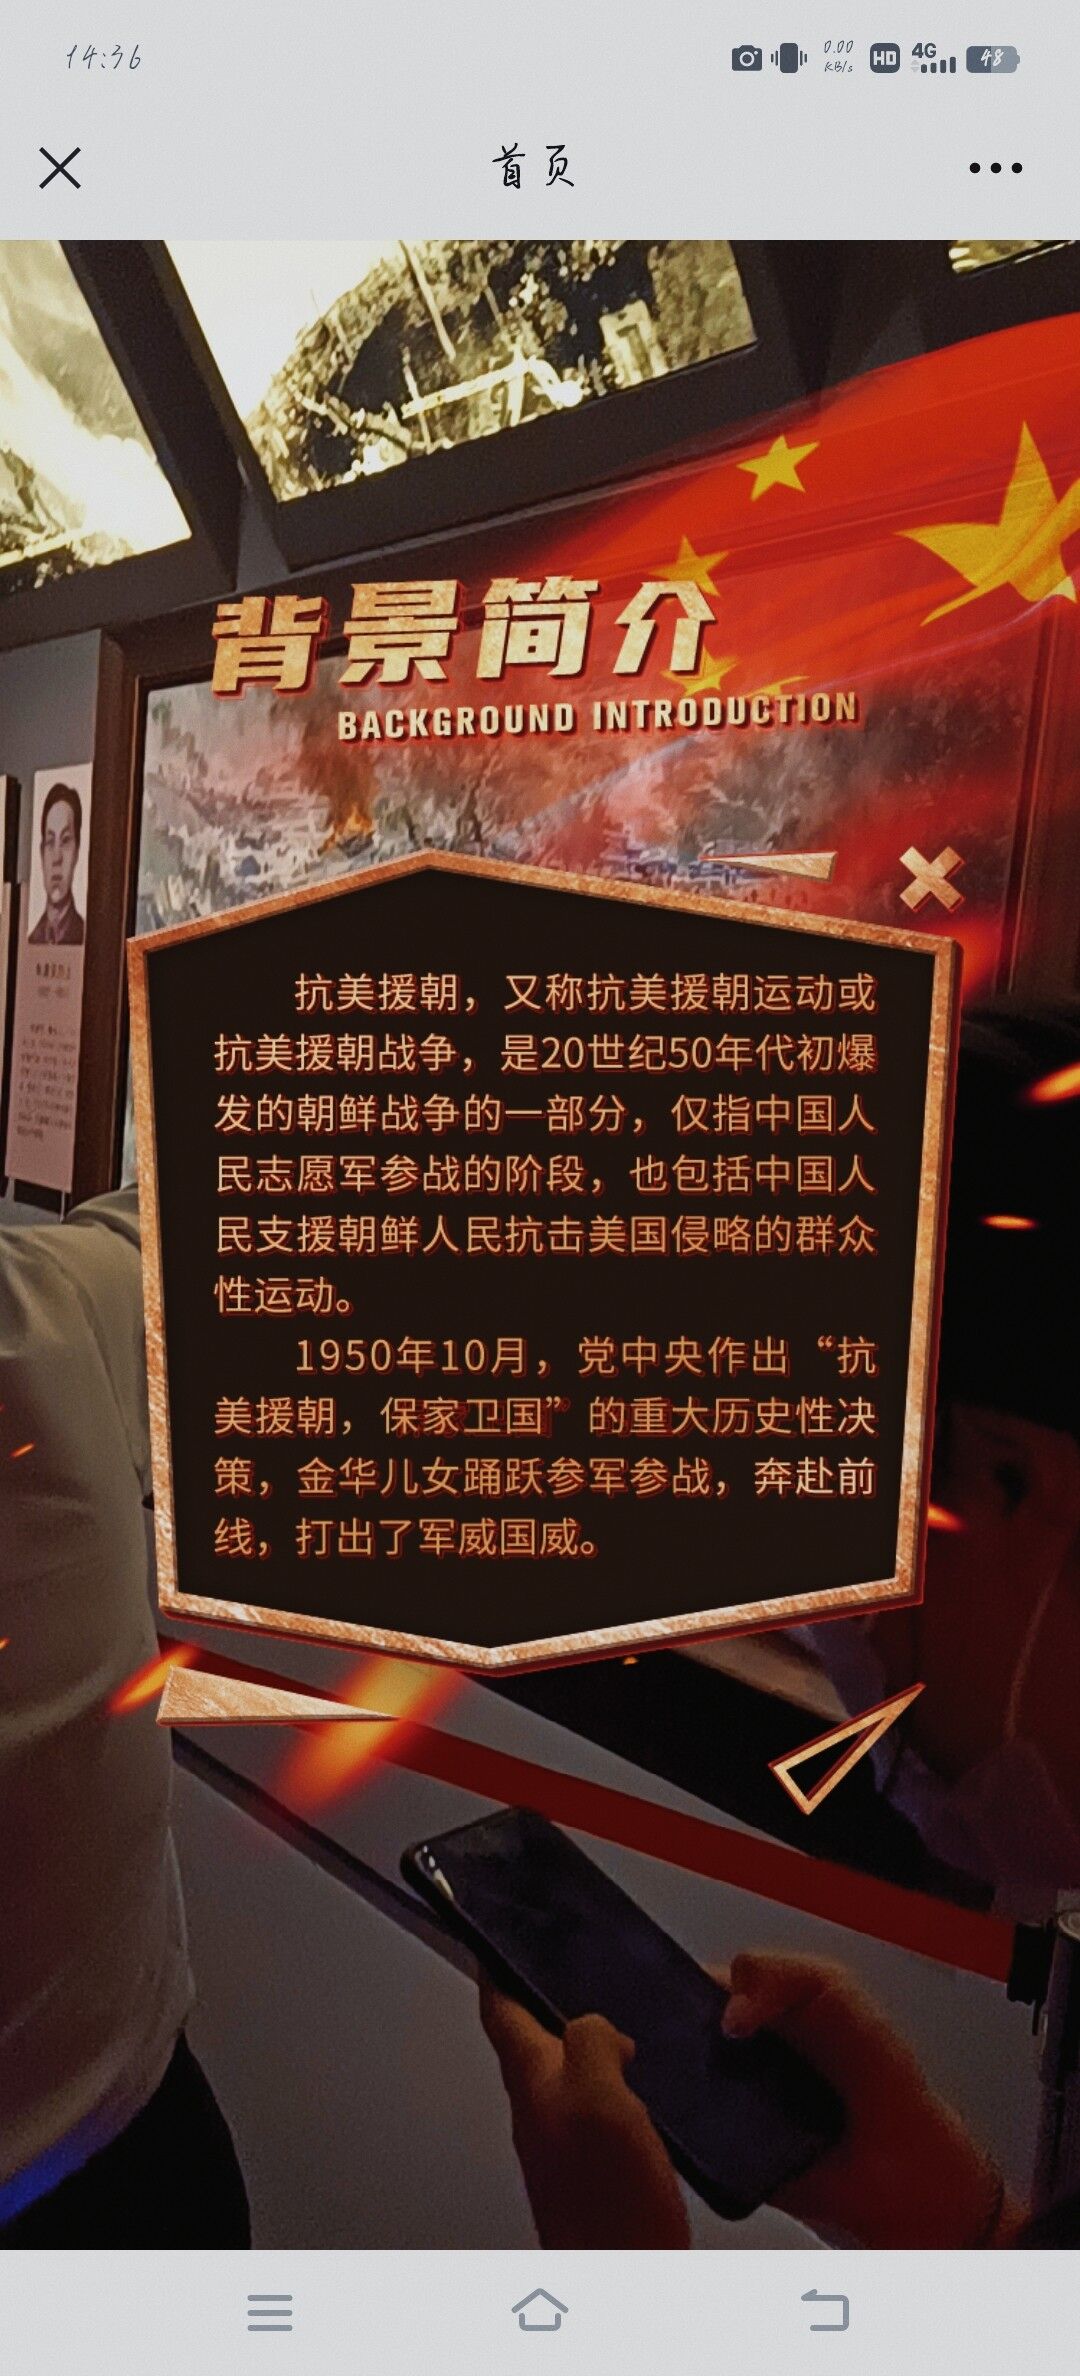 14:36
0.00
KB/s
HD
4G
48
首页
背景简介
BACKGROUND INTRODUCTION
抗美援朝，又称抗美援朝运动或
抗美援朝战争，是20世纪50年代初爆
发的朝鲜战争的一部分，仅指中国人
民志愿军参战的阶段，也包括中国人
民支援朝鲜人民抗击美国侵略的群众
性运动。
1950年10月，党中央作出“抗
美援朝，保家卫国”的重大历史性决
策，金华儿女踊跃参军参战，奔赴前
线，打出了军威国威。